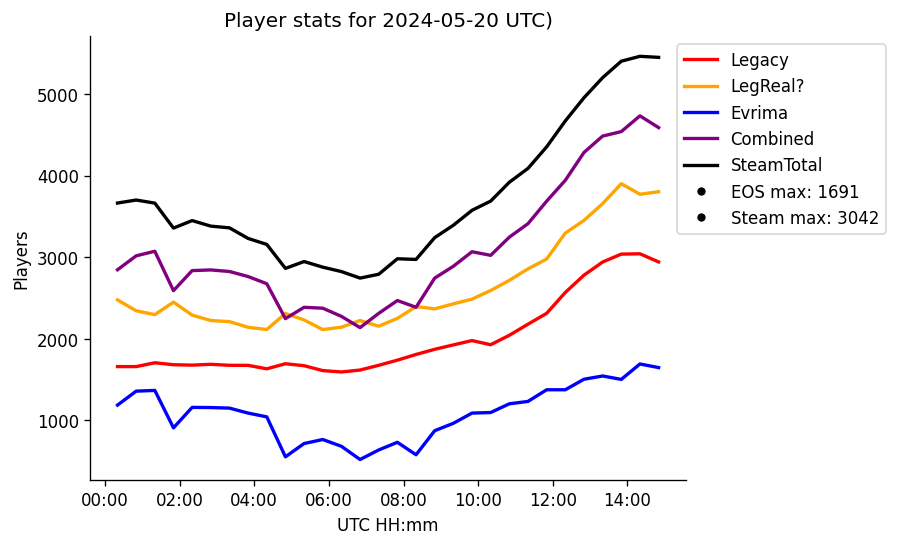 Player stats for 2024-05-20 UTC)
Legacy
LegReal?
Evrima
Combined
SteamTotal
EOS max: 1691
Steam max: 3042
Players
5000
4000
3000
2000
1000
00:00 02:00 04:00 06:00 08:00 10:00 12:00 14:00
UTC HH:mm